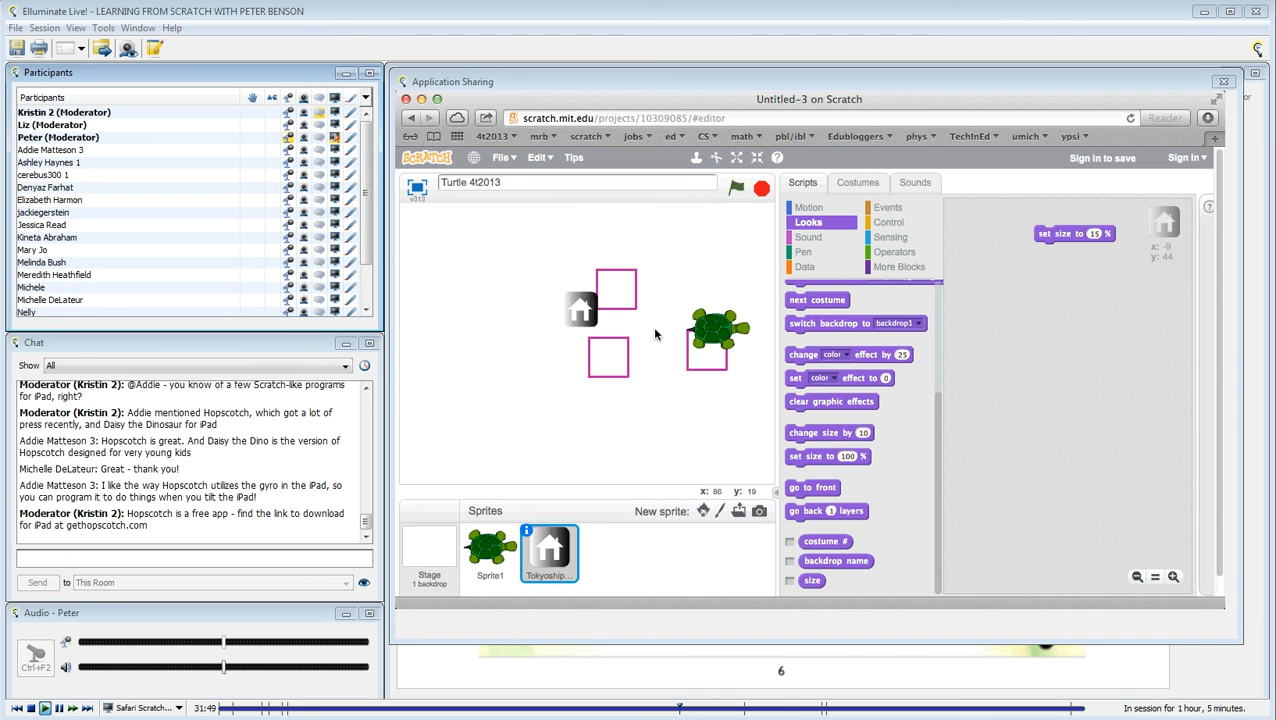 Elluminate Live! - LEARNING FROM SCRATCH WITH PETER BENSON
File Session View Tools Window Help
Participants
Participants
Kristin 2 (Moderator)
Liz (Moderator)
Peter (Moderator)
Addie Matteson 3
Ashley Haynes 1
cerebus300 1
Denyaz Farhat
Elizabeth Harmon
jackiegerstein
Jessica Read
Kineta Abraham
Mary Jo
Melinda Bush
Meredith Heathfield
Michele
Michelle DeLateur
Nelly
Chat
Show All
Moderator (Kristin 2): @Addie - you know of a few Scratch-like programs
for iPad, right?
Moderator (Kristin 2): Addie mentioned Hopscotch, which got a lot of
press recently, and Daisy the Dinosaur for iPad
Addie Matteson 3: Hopscotch is great. And Daisy the Dino is the version of
Hopscotch designed for very young kids
Michelle DeLateur: Great - thank you!
Addie Matteson 3: I like the way Hopscotch utilizes the gyro in the iPad, so
you can program it to do things when you tilt the iPad!
Moderator (Kristin 2): Hopscotch is a free app - find the link to download
for iPad at gethopscotch.com
Send to This Room
Audio - Peter
Ctrl+F2
Application Sharing
Untitled-3 on Scratch
scratch.mit.edu/projects/10309085/#editor
Reader
4t2013 mrb scratch jobs ed CS math pbl/ibl Edubloggers phys TechInEd umich ypsi
SCRATCH File Edit Tips Sign in to save Sign in
Turtle 4t2013
v313
Scripts Costumes Sounds
Motion Events
Looks Control
Sound Sensing
Pen Operators
Data More Blocks
next costume
switch backdrop to backdrop1
change color effect by 25
set color effect to 0
clear graphic effects
change size by 10
set size to 100 %
go to front
go back 1 layers
costume #
backdrop name
size
set size to 15 %
x: -9
y: 44
x: 86 y: 19
Sprites New sprite:
Stage
1 backdrop
Sprite1
Tokyoship...
6
Safari Scratch... 31:49 In session for 1 hour, 5 minutes.